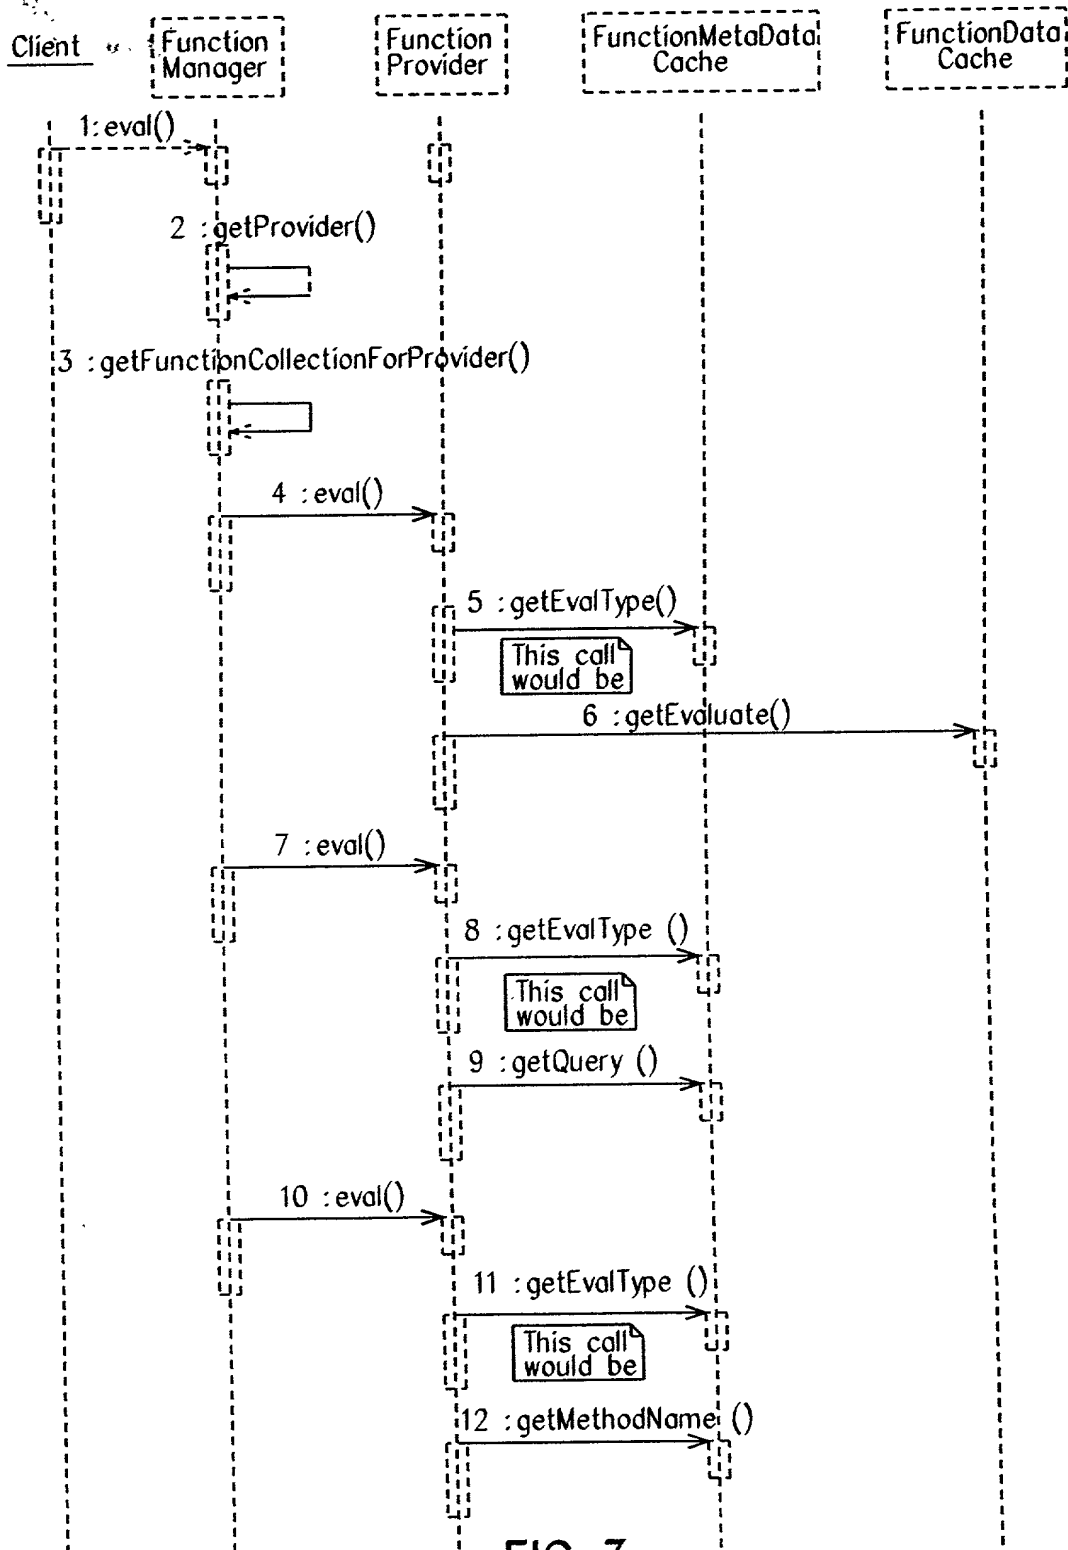 Client
Function
Manager
Function
Provider
FunctionMetaData
Cache
FunctionData
Cache
1:eval()
2 :getProvider()
3 :getFunctionCollectionForProvider()
4 :eval()
5 :getEvalType()
This call
would be
6 :getEvaluate()
7 :eval()
8 :getEvalType ()
This call
would be
9 :getQuery ()
10 :eval()
11 :getEvalType ()
This call
would be
12 :getMethodName ()
FIG. 3